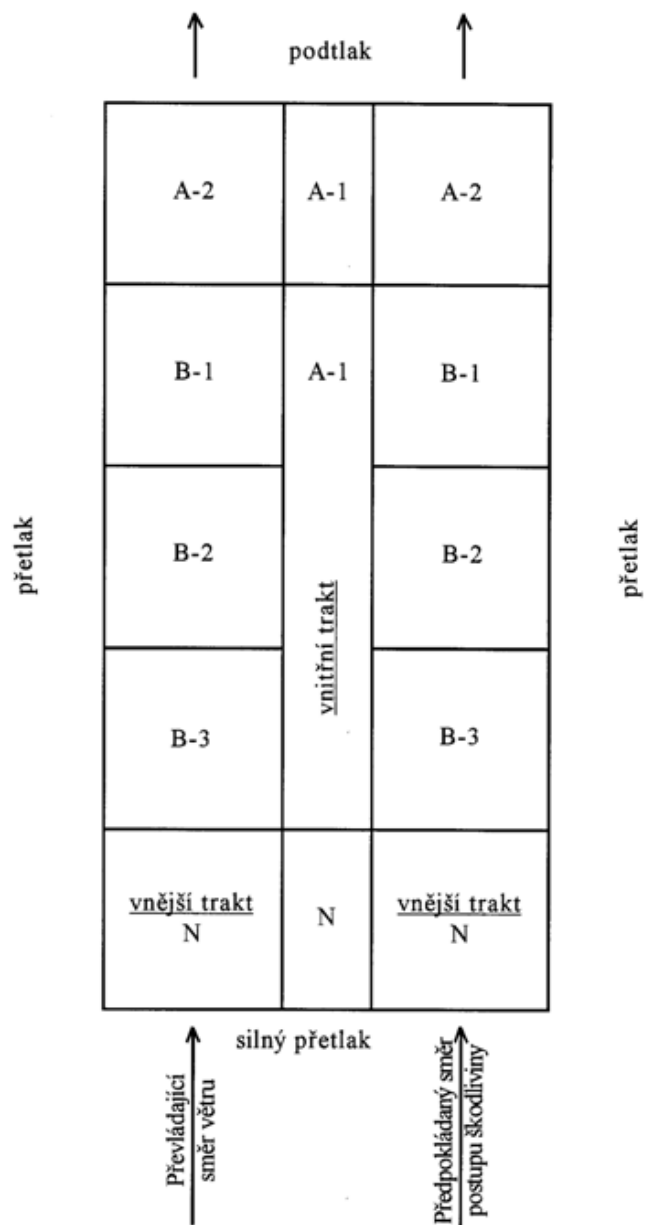 podtlak
A-2 A-1 A-2
B-1 A-1 B-1
přetlak
B-2 B-2
přetlak
vnitřní trakt
B-3 B-3
vnější trakt
N
N
vnější trakt
N
silný přetlak
Převládající
směr větru
Předpokládaný směr
postupu škodliviny